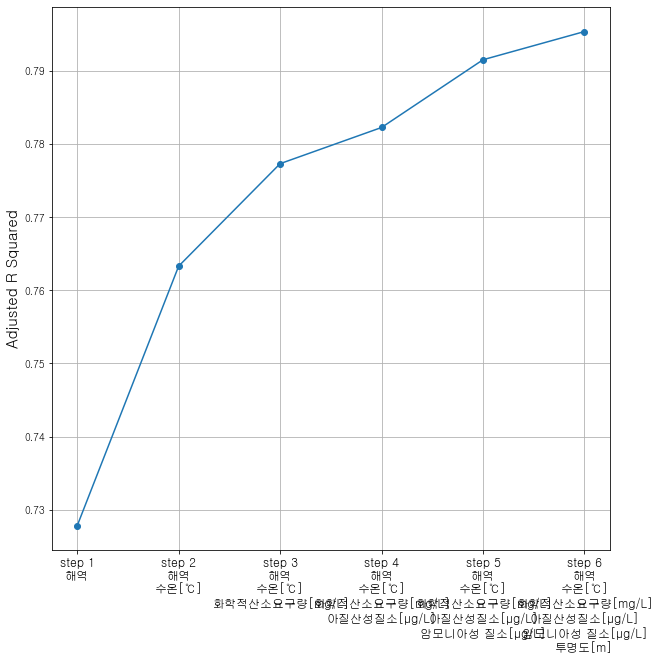 Adjusted R Squared
0.79
0.78
0.77
0.76
0.75
0.74
0.73
step 1
해역
step 2
해역
수온[℃]
step 3
해역
수온[℃]
화학적산소요구량[mg/L]
step 4
해역
수온[℃]
화학적산소요구량[mg/L]
아질산성질소[μg/L]
step 5
해역
수온[℃]
화학적산소요구량[mg/L]
아질산성질소[μg/L]
암모니아성 질소[μg/L]
step 6
해역
수온[℃]
화학적산소요구량[mg/L]
아질산성질소[μg/L]
암모니아성 질소[μg/L]
투명도[m]